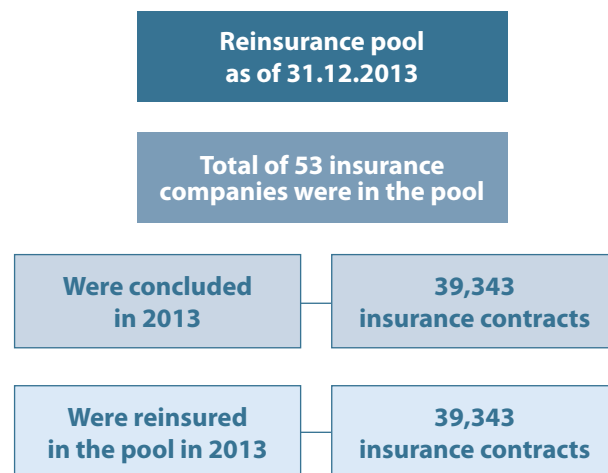 Reinsurance pool
as of 31.12.2013
Total of 53 insurance
companies were in the pool
Were concluded
in 2013
39,343
insurance contracts
Were reinsured
in the pool in 2013
39,343
insurance contracts